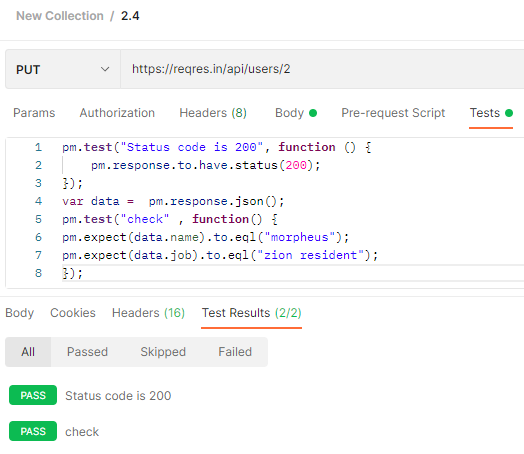 New Collection / 2.4
PUT https://reqres.in/api/users/2
Params Authorization Headers (8) Body Pre-request Script Tests
1 pm.test("Status code is 200", function () {
2 pm.response.to.have.status(200);
3 });
4 var data =  pm.response.json();
5 pm.test("check" , function() {
6 pm.expect(data.name).to.eql("morpheus");
7 pm.expect(data.job).to.eql("zion resident");
8 });
Body Cookies Headers (16) Test Results (2/2)
All Passed Skipped Failed
PASS Status code is 200
PASS check